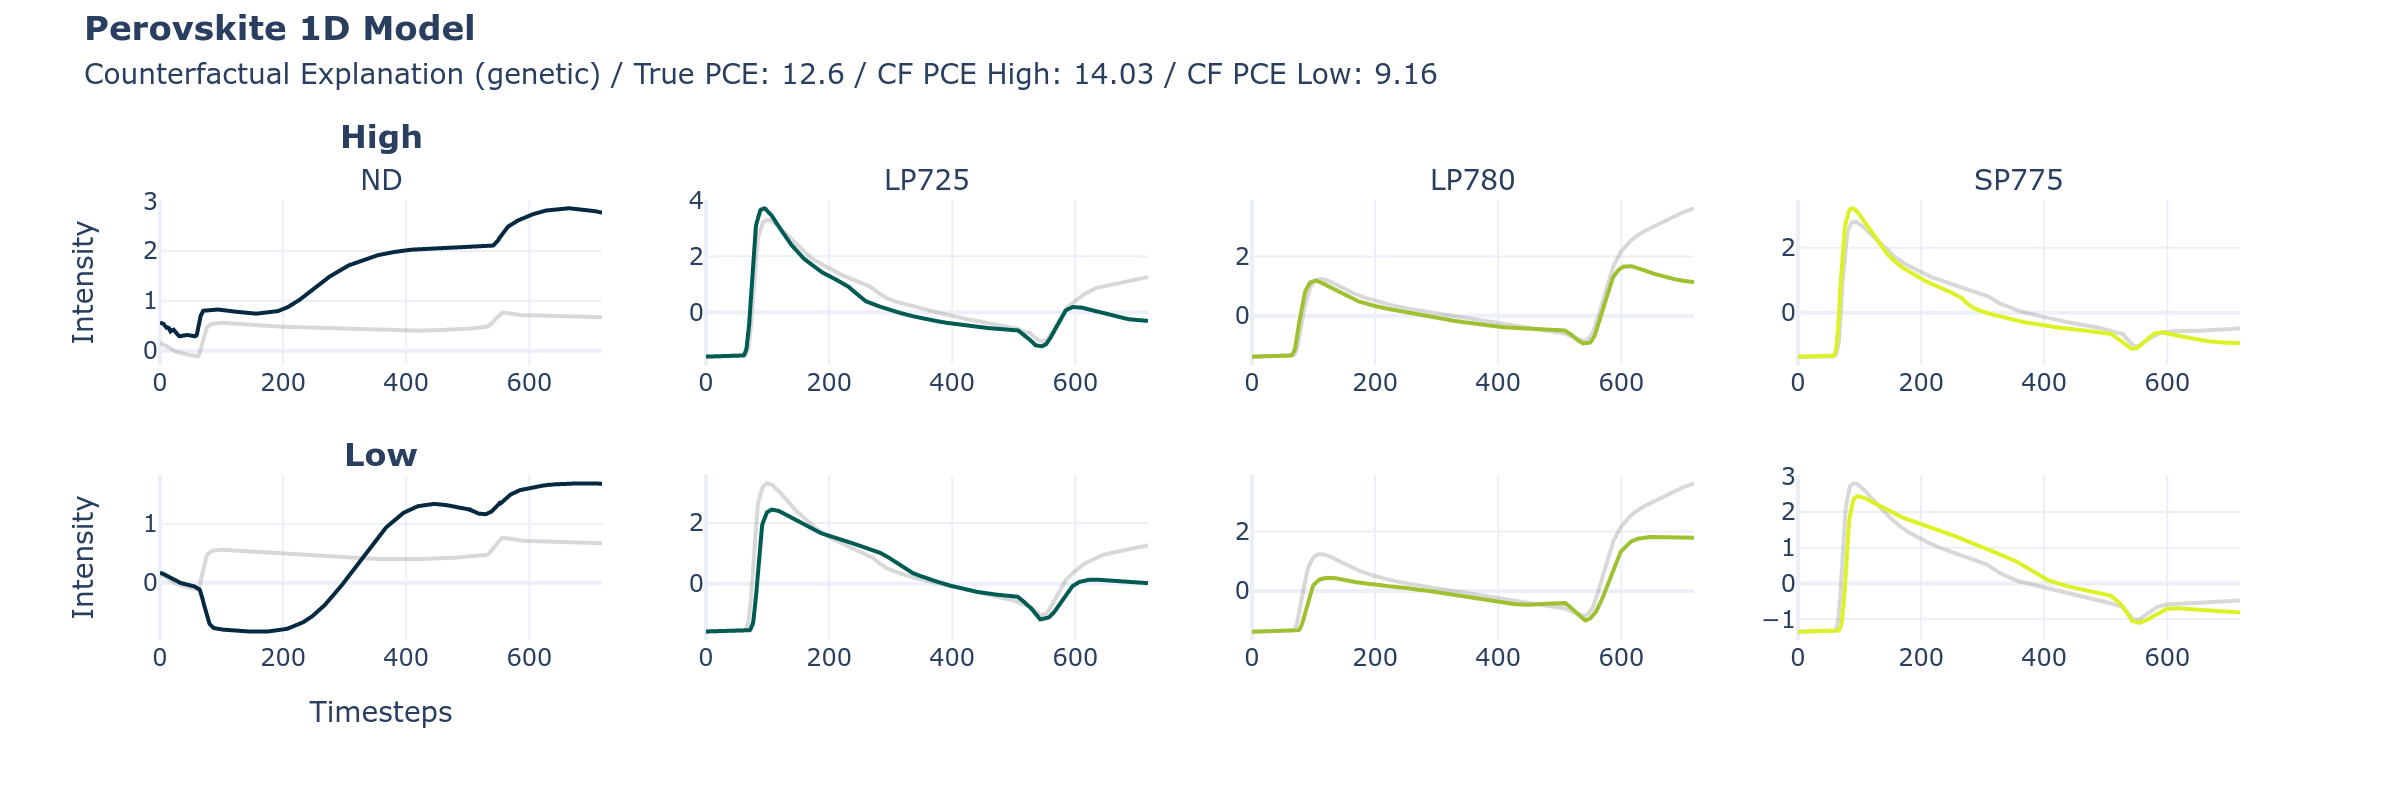 Perovskite 1D Model
Counterfactual Explanation (genetic) / True PCE: 12.6 / CF PCE High: 14.03 / CF PCE Low: 9.16
High
ND LP725 LP780 SP775
Intensity
3
2
1
0
0 200 400 600
4
2
0
0 200 400 600
2
0
0 200 400 600
2
0
0 200 400 600
Low
Intensity
1
0
0 200 400 600
2
0
0 200 400 600
2
0
0 200 400 600
3
2
1
0
−1
0 200 400 600
Timesteps